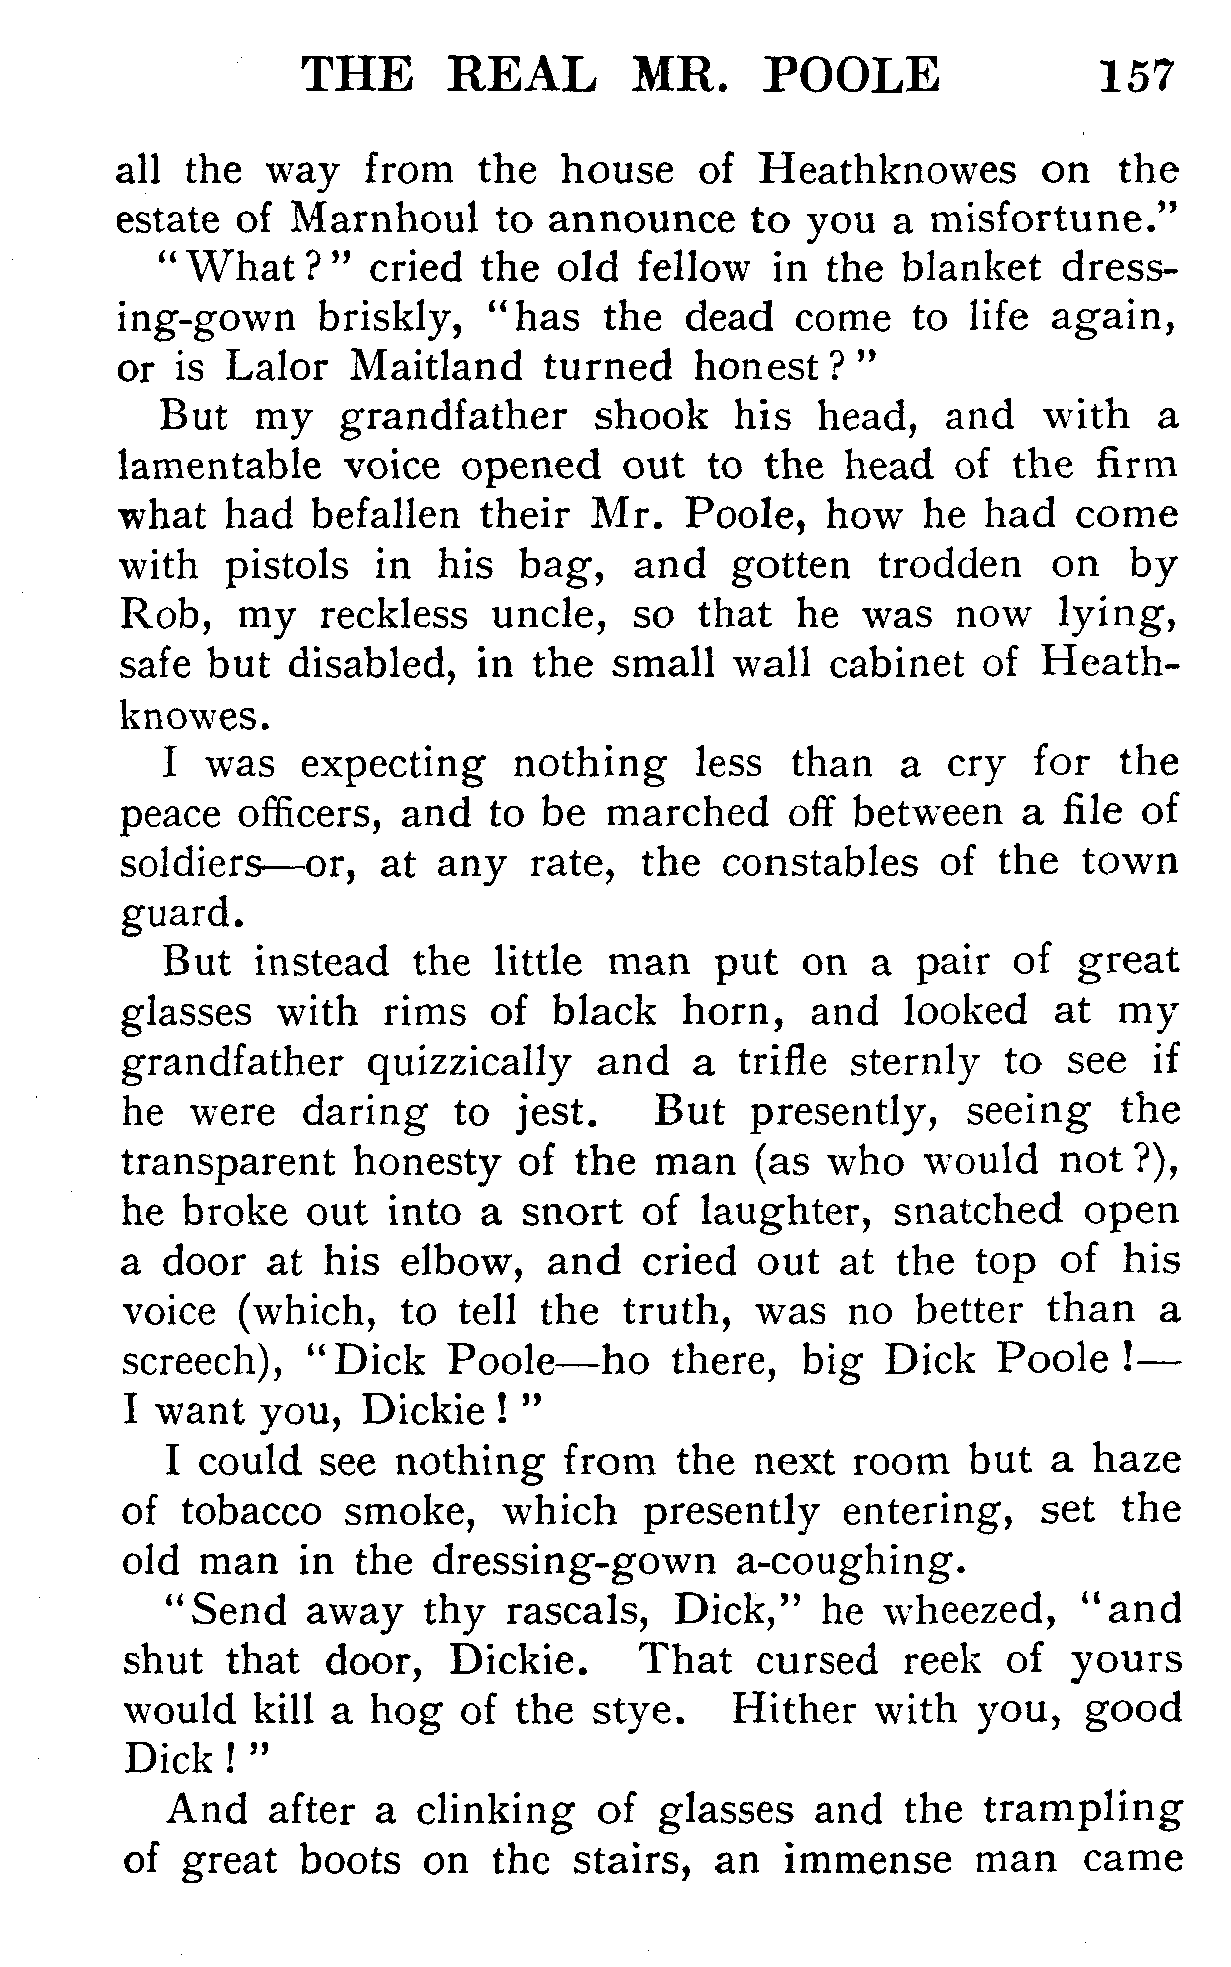 THE REAL MR. POOLE 157
all the way from the house of Heathknowes on the
estate of Marnhoul to announce to you a misfortune."
"What?" cried the old fellow in the blanket dress-
ing-gown briskly, "has the dead come to life again,
or is Lalor Maitland turned honest?"
But my grandfather shook his head, and with a
lamentable voice opened out to the head of the firm
what had befallen their Mr. Poole, how he had come
with pistols in his bag, and gotten trodden on by
Rob, my reckless uncle, so that he was now lying,
safe but disabled, in the small wall cabinet of Heath-
knowes.
I was expecting nothing less than a cry for the
peace officers, and to be marched off between a file of
soldiers—or, at any rate, the constables of the town
guard.
But instead the little man put on a pair of great
glasses with rims of black horn, and looked at my
grandfather quizzically and a trifle sternly to see if
he were daring to jest. But presently, seeing the
transparent honesty of the man (as who would not?),
he broke out into a snort of laughter, snatched open
a door at his elbow, and cried out at the top of his
voice (which, to tell the truth, was no better than a
screech), "Dick Poole—ho there, big Dick Poole!—
I want you, Dickie!"
I could see nothing from the next room but a haze
of tobacco smoke, which presently entering, set the
old man in the dressing-gown a-coughing.
"Send away thy rascals, Dick," he wheezed, "and
shut that door, Dickie. That cursed reek of yours
would kill a hog of the stye. Hither with you, good
Dick!"
And after a clinking of glasses and the trampling
of great boots on the stairs, an immense man came